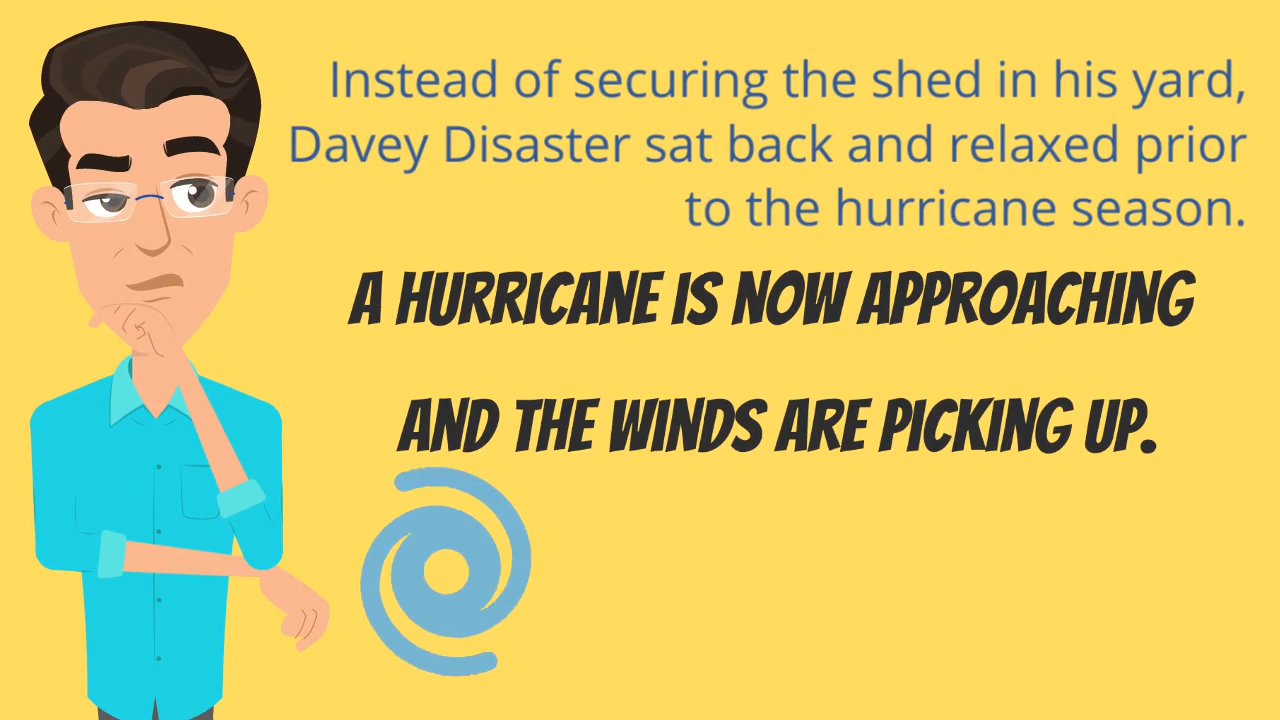 Instead of securing the shed in his yard,
Davey Disaster sat back and relaxed prior
to the hurricane season.
A HURRICANE IS NOW APPROACHING
AND THE WINDS ARE PICKING UP.